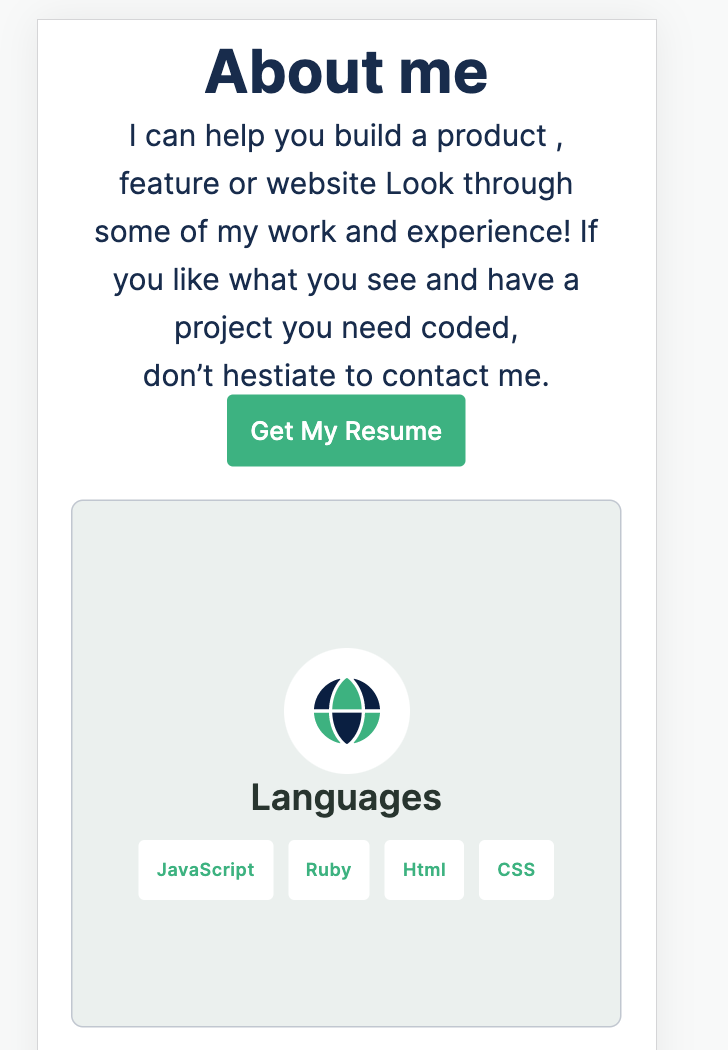 About me
I can help you build a product ,
feature or website Look through
some of my work and experience! If
you like what you see and have a
project you need coded,
don’t hestiate to contact me.
Get My Resume
Languages
JavaScript Ruby Html CSS